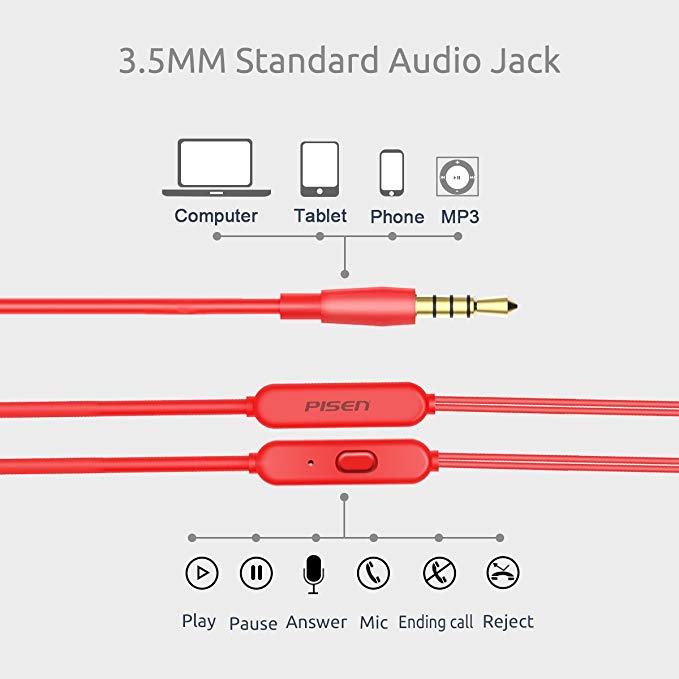 3.5MM Standard Audio Jack
Computer Tablet Phone MP3
PISEN
Play Pause Answer Mic Ending call Reject